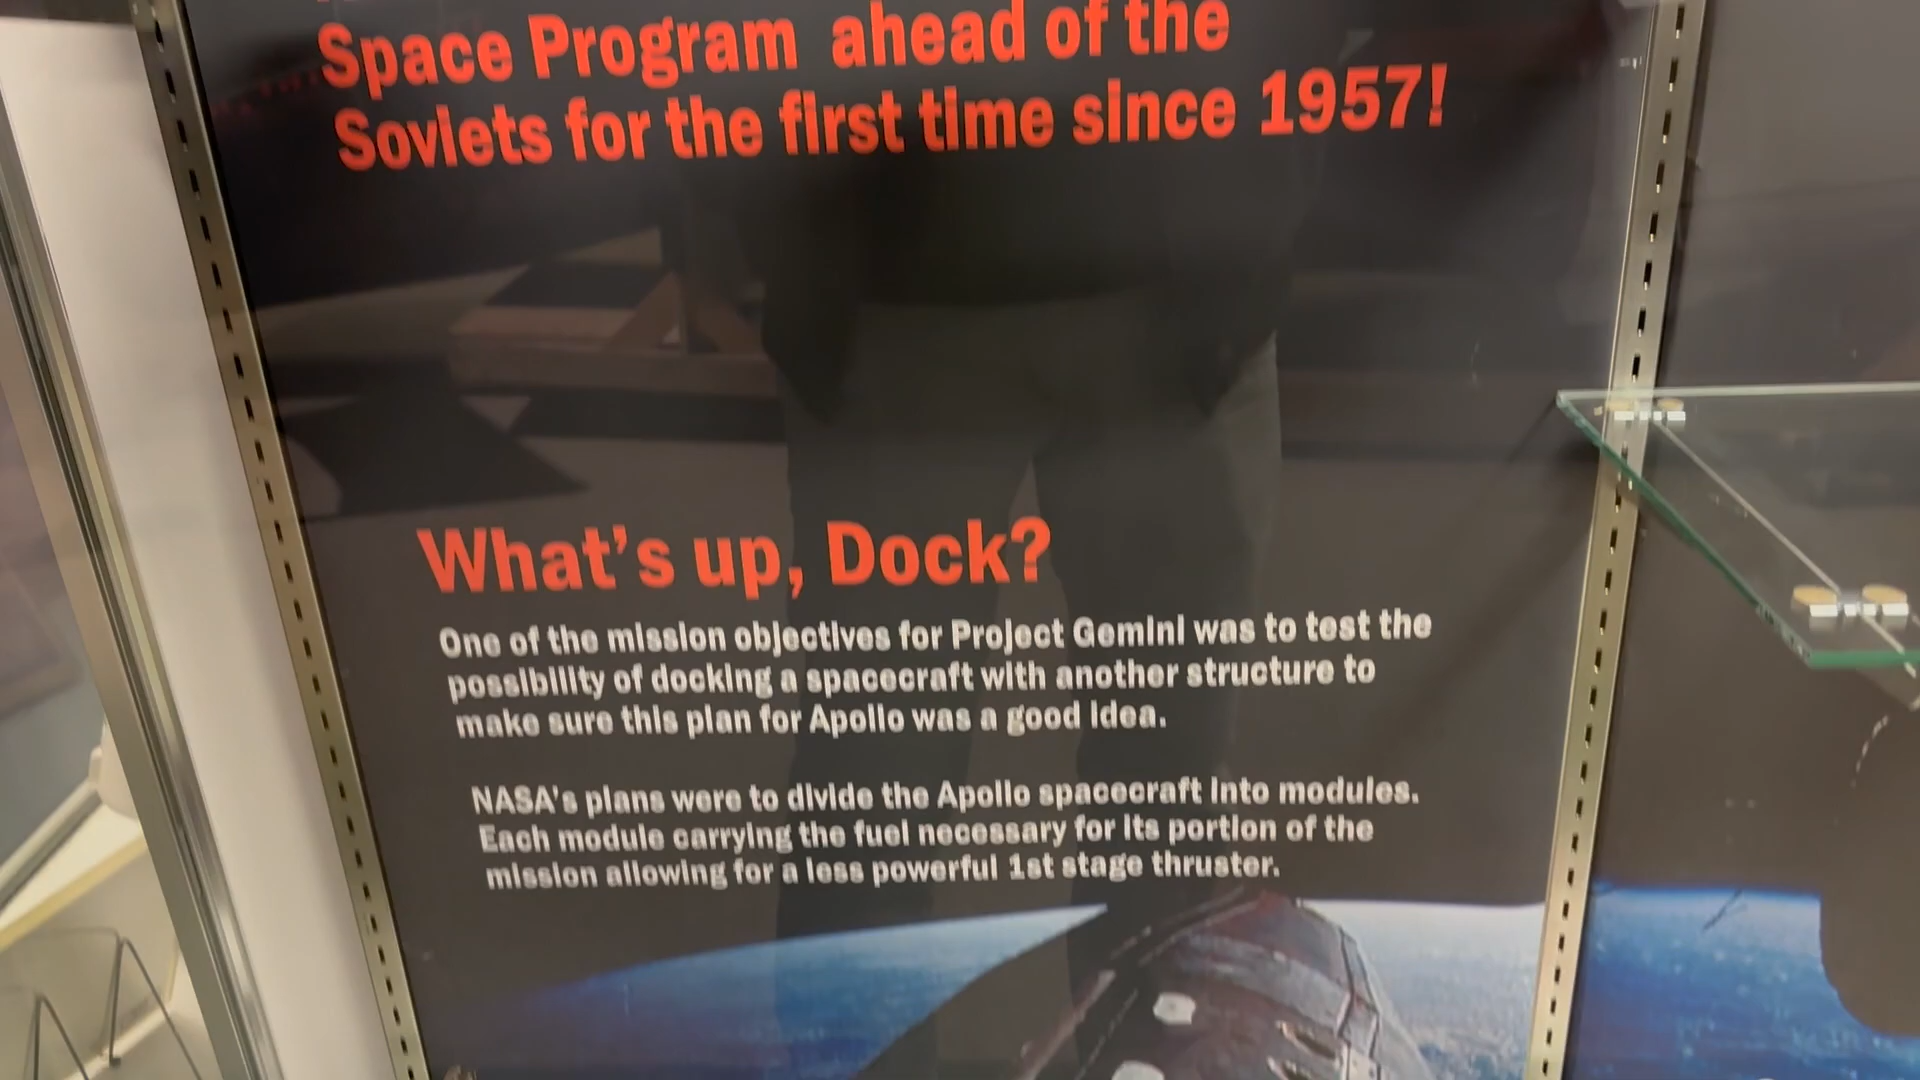 Space Program ahead of the
Soviets for the first time since 1957!
What's up, Dock?
One of the mission objectives for Project Gemini was to test the
possibility of docking a spacecraft with another structure to
make sure this plan for Apollo was a good idea.
NASA's plans were to divide the Apollo spacecraft into modules.
Each module carrying the fuel necessary for its portion of the
mission allowing for a less powerful 1st stage thruster.